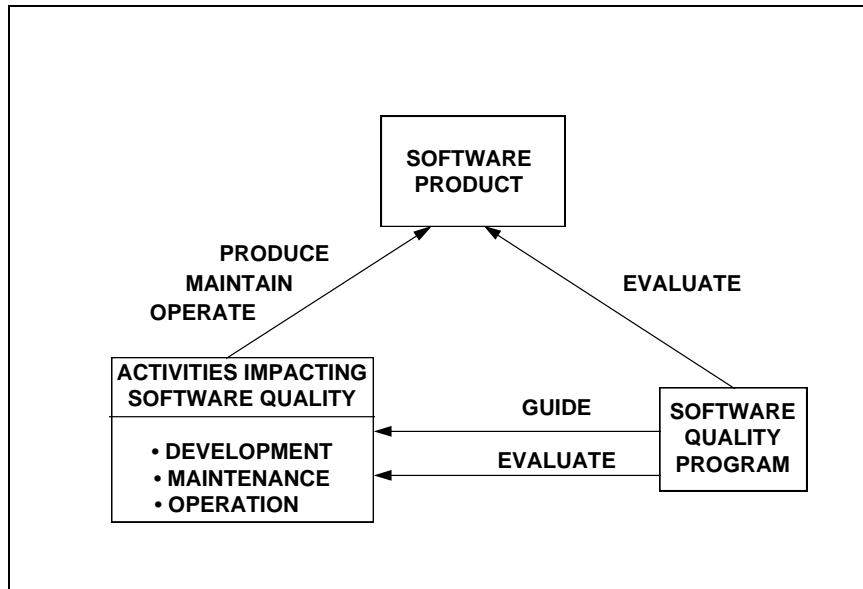 SOFTWARE
PRODUCT
PRODUCE
MAINTAIN
OPERATE
EVALUATE
ACTIVITIES IMPACTING
SOFTWARE QUALITY
• DEVELOPMENT
• MAINTENANCE
• OPERATION
GUIDE
EVALUATE
SOFTWARE
QUALITY
PROGRAM